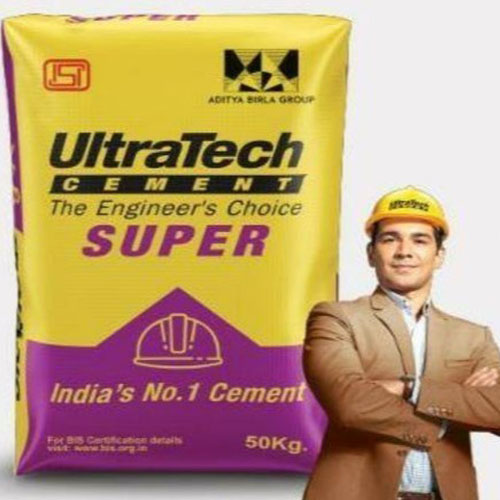 ISI
ADITYA BIRLA GROUP
UltraTech
CEMENT
The Engineer's Choice
SUPER
India's No.1 Cement
For BIS Certification details
visit: www.bis.org.in
50Kg.
UltraTech